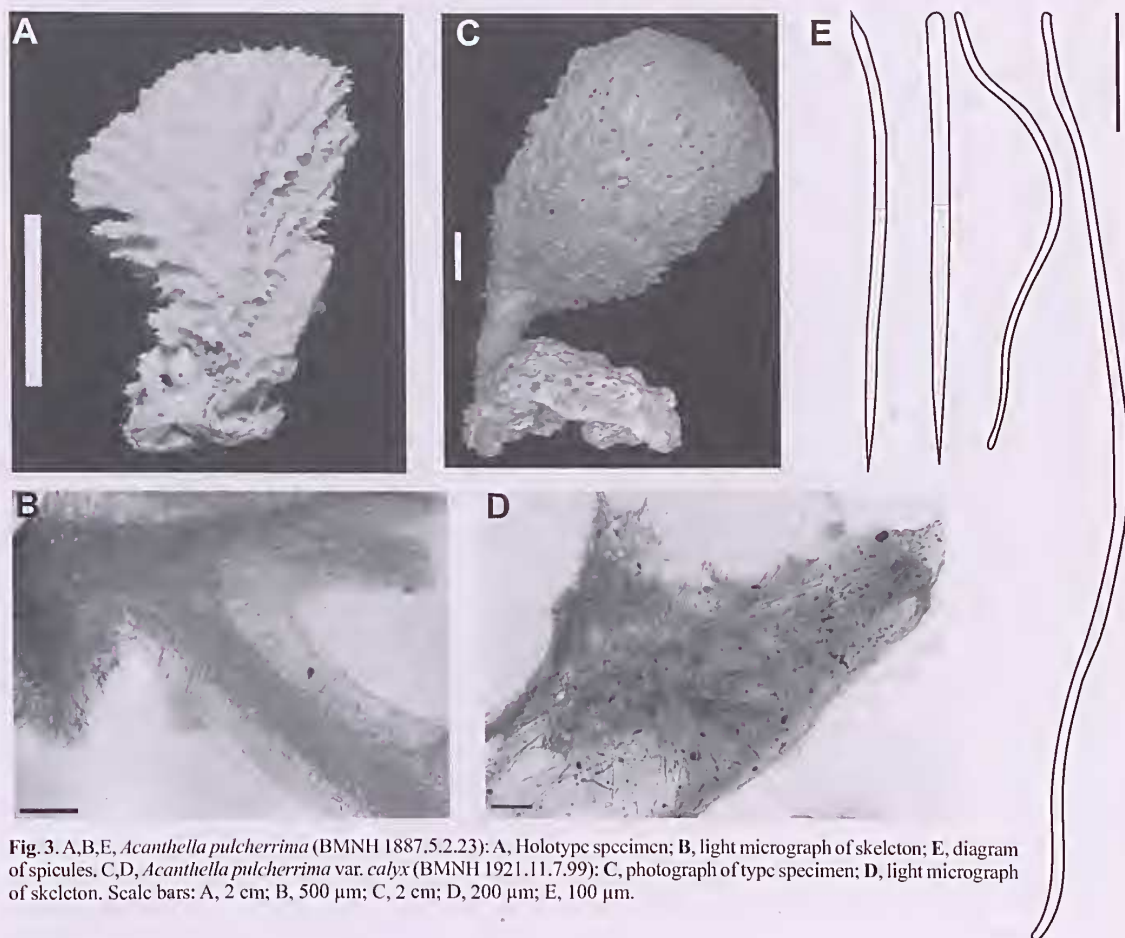 A
C
E
B
D
Fig. 3. A,B,E, Acanthella pulcherrima (BMNH 1887.5.2.23): A, Holotype specimen; B, light micrograph of skeleton; E, diagram
of spicules. C,D, Acanthella pulcherrima var. calyx (BMNH 1921.11.7.99): C, photograph of type specimen; D, light micrograph
of skeleton. Scale bars: A, 2 cm; B, 500 µm; C, 2 cm; D, 200 µm; E, 100 µm.